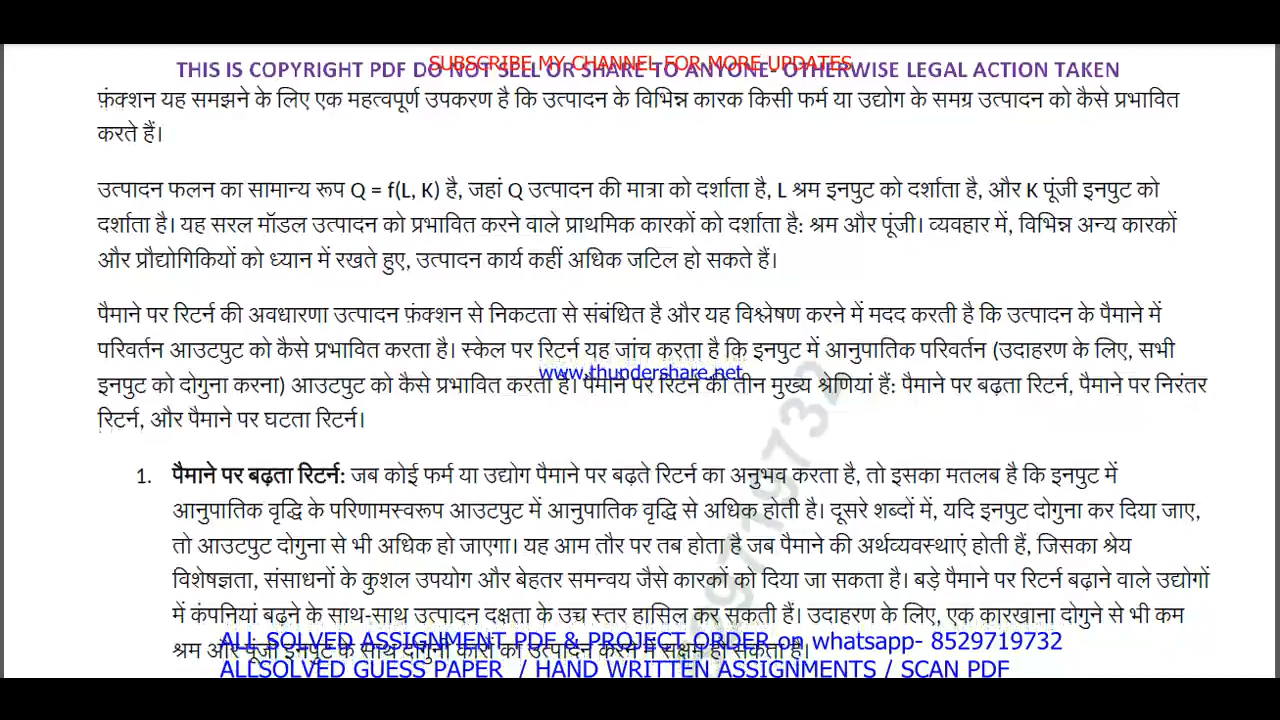 SUBSCRIBE MY CHANNEL FOR MORE UPDATES
THIS IS COPYRIGHT PDF DO NOT SELL OR SHARE TO ANYONE- OTHERWISE LEGAL ACTION TAKEN
फ़ंक्शन यह समझने के लिए एक महत्वपूर्ण उपकरण है कि उत्पादन के विभिन्न कारक किसी फर्म या उद्योग के समग्र उत्पादन को कैसे प्रभावित
करते हैं।
उत्पादन फलन का सामान्य रूप Q = f(L, K) है, जहां Q उत्पादन की मात्रा को दर्शाता है, L श्रम इनपुट को दर्शाता है, और K पूंजी इनपुट को
दर्शाता है। यह सरल मॉडल उत्पादन को प्रभावित करने वाले प्राथमिक कारकों को दर्शाता है: श्रम और पूंजी। व्यवहार में, विभिन्न अन्य कारकों
और प्रौद्योगिकियों को ध्यान में रखते हुए, उत्पादन कार्य कहीं अधिक जटिल हो सकते हैं।
पैमाने पर रिटर्न की अवधारणा उत्पादन फ़ंक्शन से निकटता से संबंधित है और यह विश्लेषण करने में मदद करती है कि उत्पादन के पैमाने में
परिवर्तन आउटपुट को कैसे प्रभावित करता है। स्केल पर रिटर्न यह जांच करता है कि इनपुट में आनुपातिक परिवर्तन (उदाहरण के लिए, सभी
www.thundershare.net
इनपुट को दोगुना करना) आउटपुट को कैसे प्रभावित करता है। पैमाने पर रिटर्न की तीन मुख्य श्रेणियां हैं: पैमाने पर बढ़ता रिटर्न, पैमाने पर निरंतर
रिटर्न, और पैमाने पर घटता रिटर्न।
1. पैमाने पर बढ़ता रिटर्न: जब कोई फर्म या उद्योग पैमाने पर बढ़ते रिटर्न का अनुभव करता है, तो इसका मतलब है कि इनपुट में
आनुपातिक वृद्धि के परिणामस्वरूप आउटपुट में आनुपातिक वृद्धि से अधिक होती है। दूसरे शब्दों में, यदि इनपुट दोगुना कर दिया जाए,
तो आउटपुट दोगुना से भी अधिक हो जाएगा। यह आम तौर पर तब होता है जब पैमाने की अर्थव्यवस्थाएं होती हैं, जिसका श्रेय
विशेषज्ञता, संसाधनों के कुशल उपयोग और बेहतर समन्वय जैसे कारकों को दिया जा सकता है। बड़े पैमाने पर रिटर्न बढ़ाने वाले उद्योगों
में कंपनियां बढ़ने के साथ-साथ उत्पादन दक्षता के उच्च स्तर हासिल कर सकती हैं। उदाहरण के लिए, एक कारखाना दोगुने से भी कम
श्रम और पूंजी इनपुट के साथ दोगुनी कारों का उत्पादन करने में सक्षम हो सकता है।
ALL SOLVED ASSIGNMENT PDF & PROJECT ORDER on whatsapp- 8529719732
ALLSOLVED GUESS PAPER / HAND WRITTEN ASSIGNMENTS / SCAN PDF